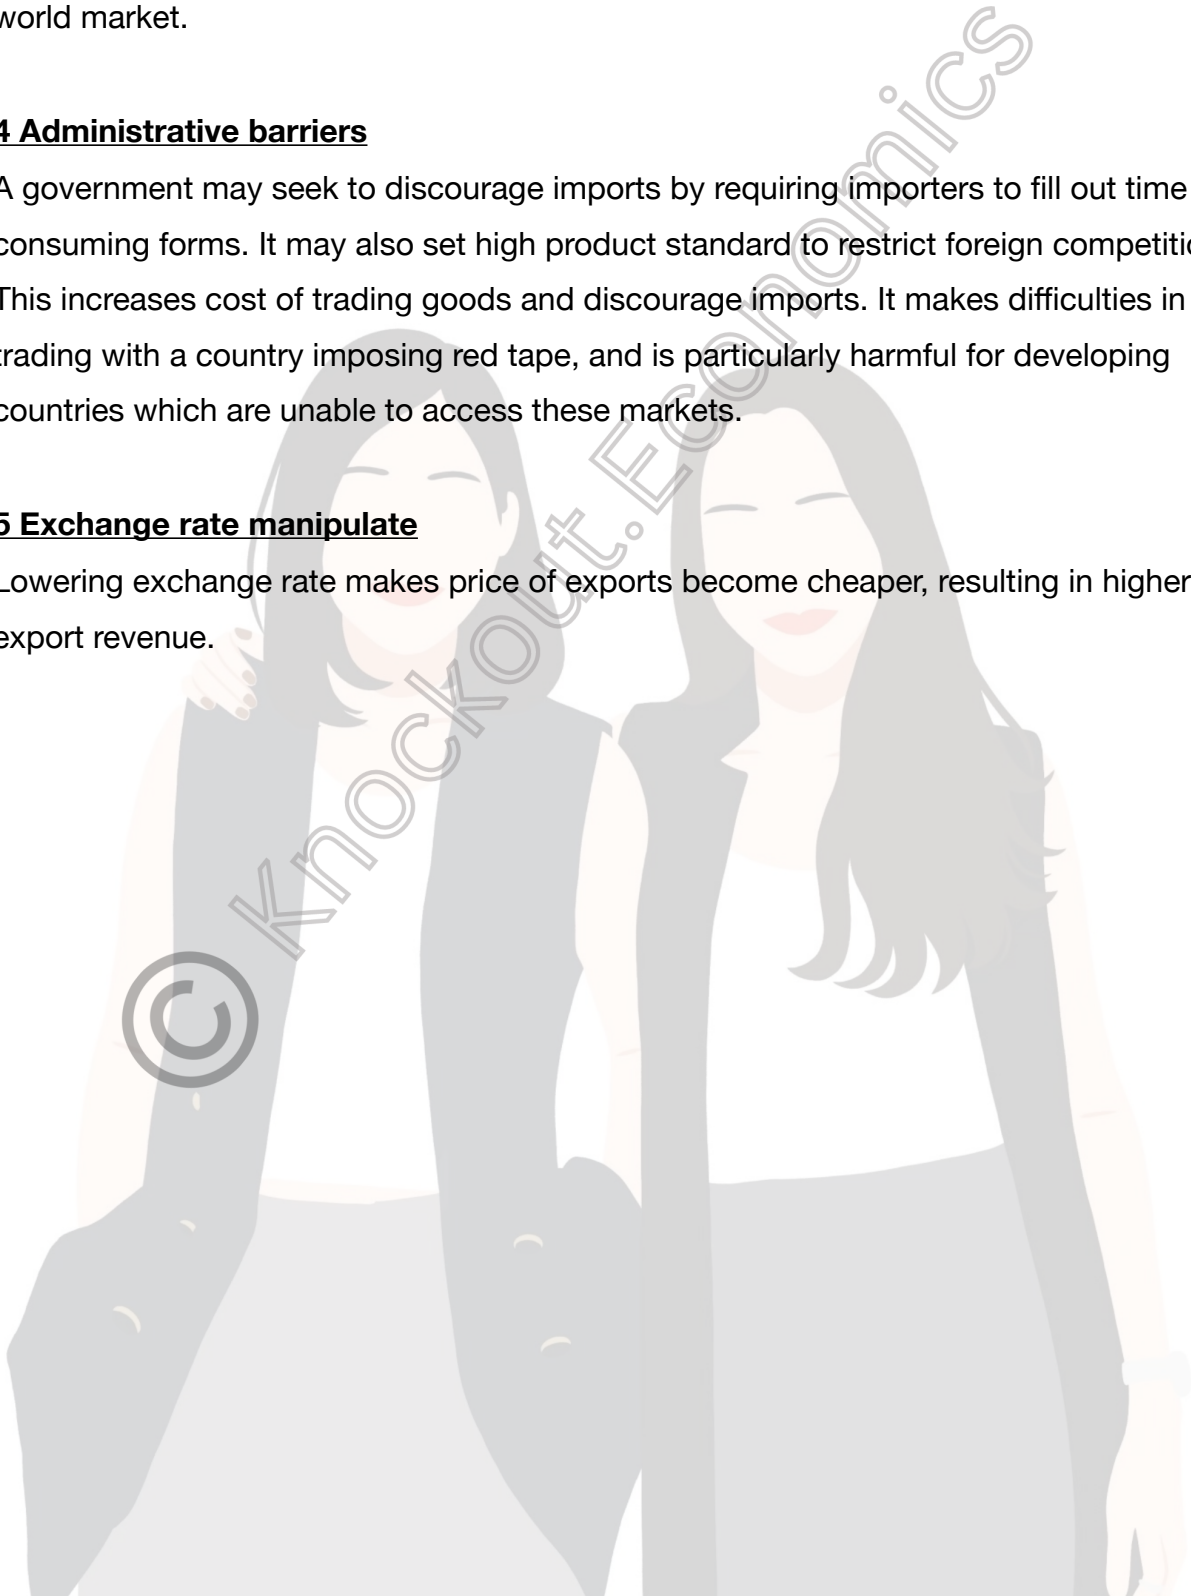 world market.
4 Administrative barriers
A government may seek to discourage imports by requiring importers to fill out time
consuming forms. It may also set high product standard to restrict foreign competitio
This increases cost of trading goods and discourage imports. It makes difficulties in
trading with a country imposing red tape, and is particularly harmful for developing
countries which are unable to access these markets.
5 Exchange rate manipulate
Lowering exchange rate makes price of exports become cheaper, resulting in higher
export revenue.
© Knockout.Economics